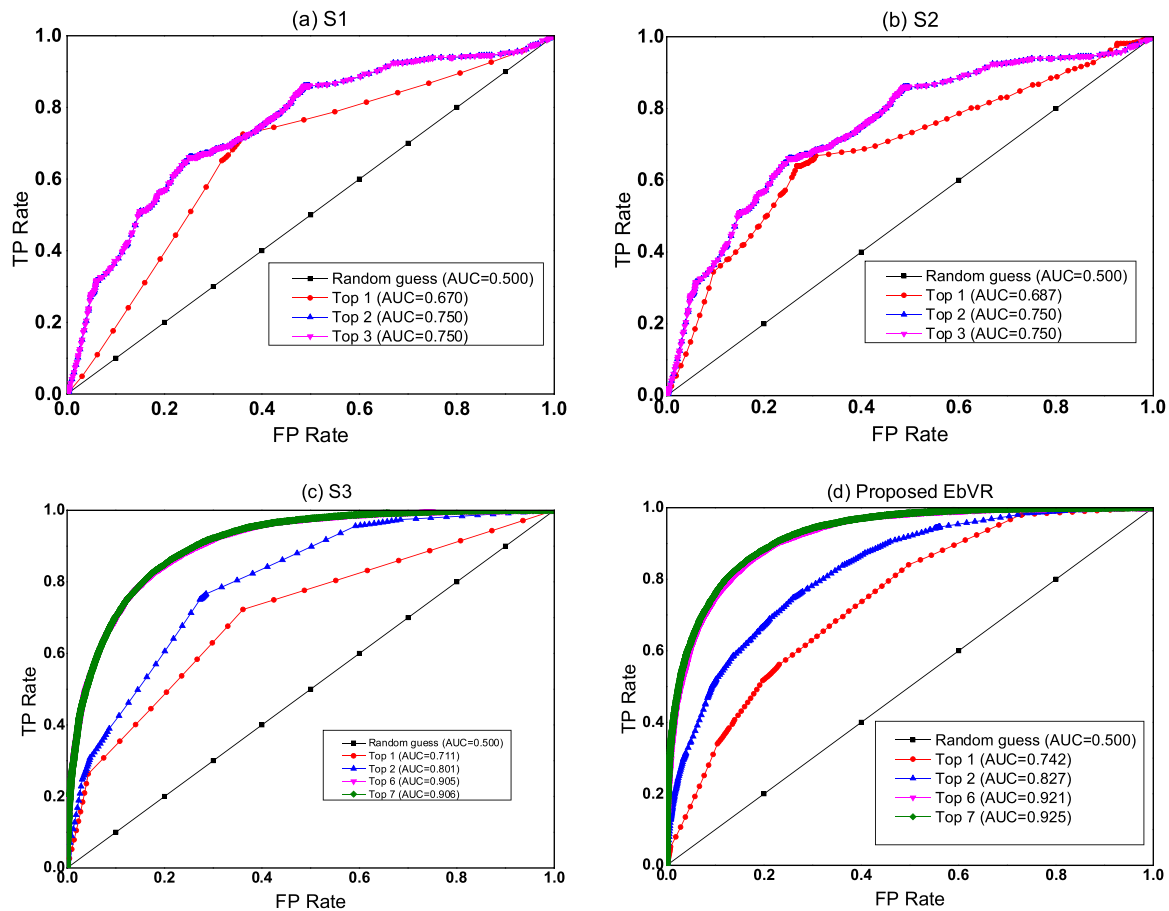 (a) S1
1.0
0.8
0.6
0.4
0.2
0.0
TP Rate
Random guess (AUC=0.500)
Top 1 (AUC=0.670)
Top 2 (AUC=0.750)
Top 3 (AUC=0.750)
0.0 0.2 0.4 0.6 0.8 1.0
FP Rate
(b) S2
1.0
0.8
0.6
0.4
0.2
0.0
TP Rate
Random guess (AUC=0.500)
Top 1 (AUC=0.687)
Top 2 (AUC=0.750)
Top 3 (AUC=0.750)
0.0 0.2 0.4 0.6 0.8 1.0
FP Rate
(c) S3
1.0
0.8
0.6
0.4
0.2
0.0
TP Rate
Random guess (AUC=0.500)
Top 1 (AUC=0.711)
Top 2 (AUC=0.801)
Top 6 (AUC=0.905)
Top 7 (AUC=0.906)
0.0 0.2 0.4 0.6 0.8 1.0
FP Rate
(d) Proposed EbVR
1.0
0.8
0.6
0.4
0.2
0.0
TP Rate
Random guess (AUC=0.500)
Top 1 (AUC=0.742)
Top 2 (AUC=0.827)
Top 6 (AUC=0.921)
Top 7 (AUC=0.925)
0.0 0.2 0.4 0.6 0.8 1.0
FP Rate